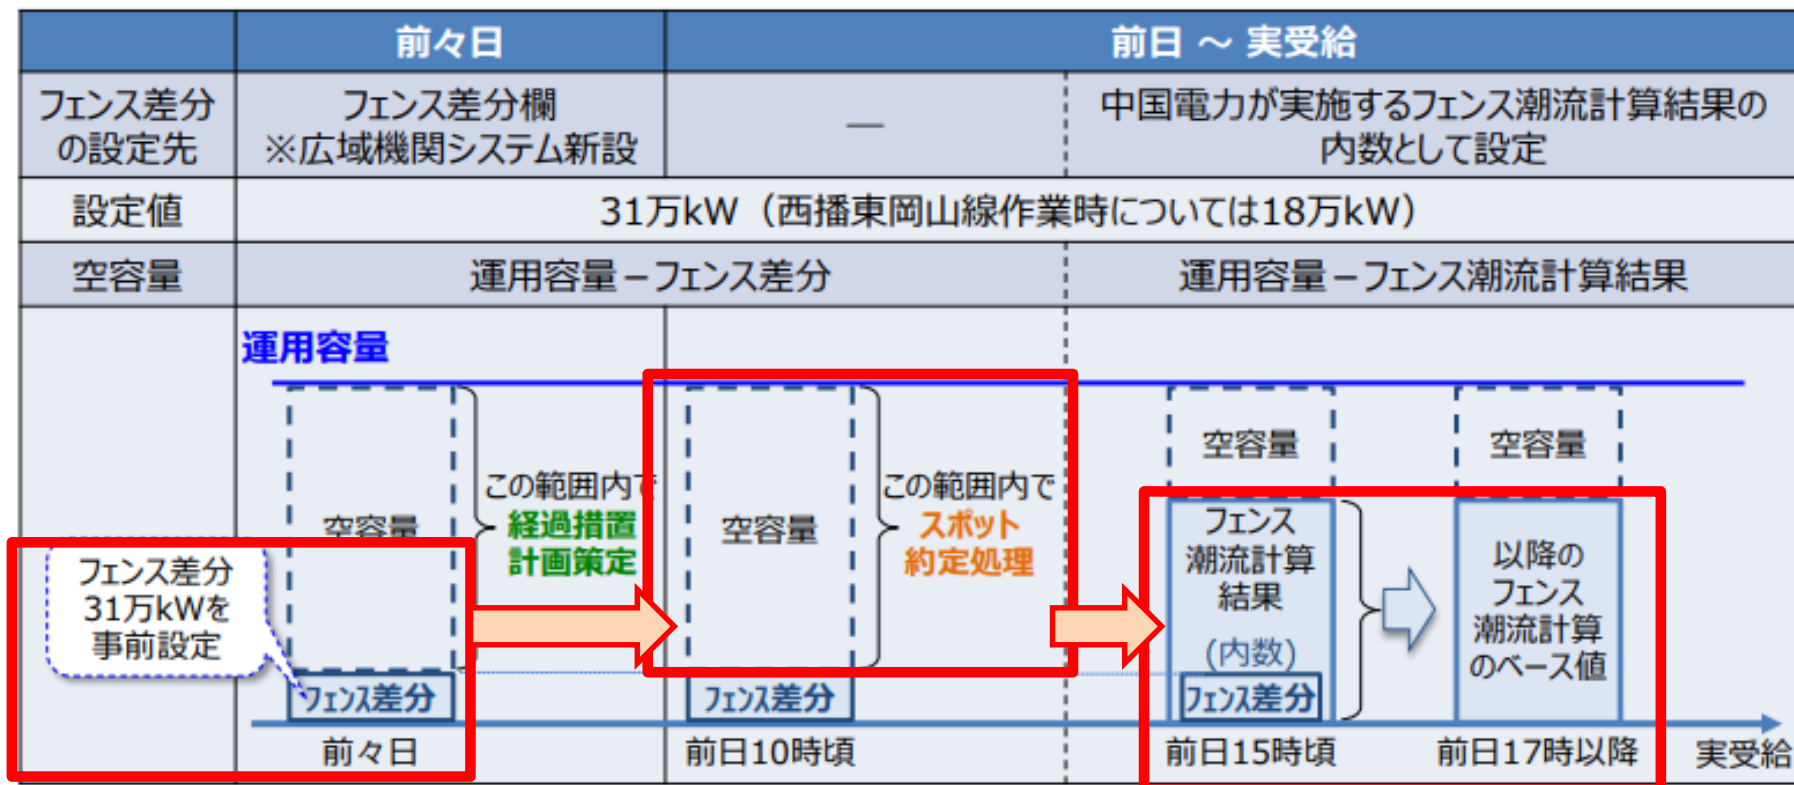 前々日
前日 ～ 実受給
フェンス差分
の設定先
フェンス差分欄
※広域機関システム新設
―
中国電力が実施するフェンス潮流計算結果の
内数として設定
設定値
31万kW（西播東岡山線作業時については18万kW）
空容量
運用容量－フェンス差分
運用容量－フェンス潮流計算結果
運用容量
空容量
この範囲内で
経過措置
計画策定
フェンス差分
31万kWを
事前設定
フェンス差分
前々日
空容量
この範囲内で
スポット
約定処理
フェンス差分
前日10時頃
空容量
フェンス
潮流計算
結果
(内数)
フェンス差分
前日15時頃
空容量
以降の
フェンス
潮流計算
のベース値
前日17時以降
実受給